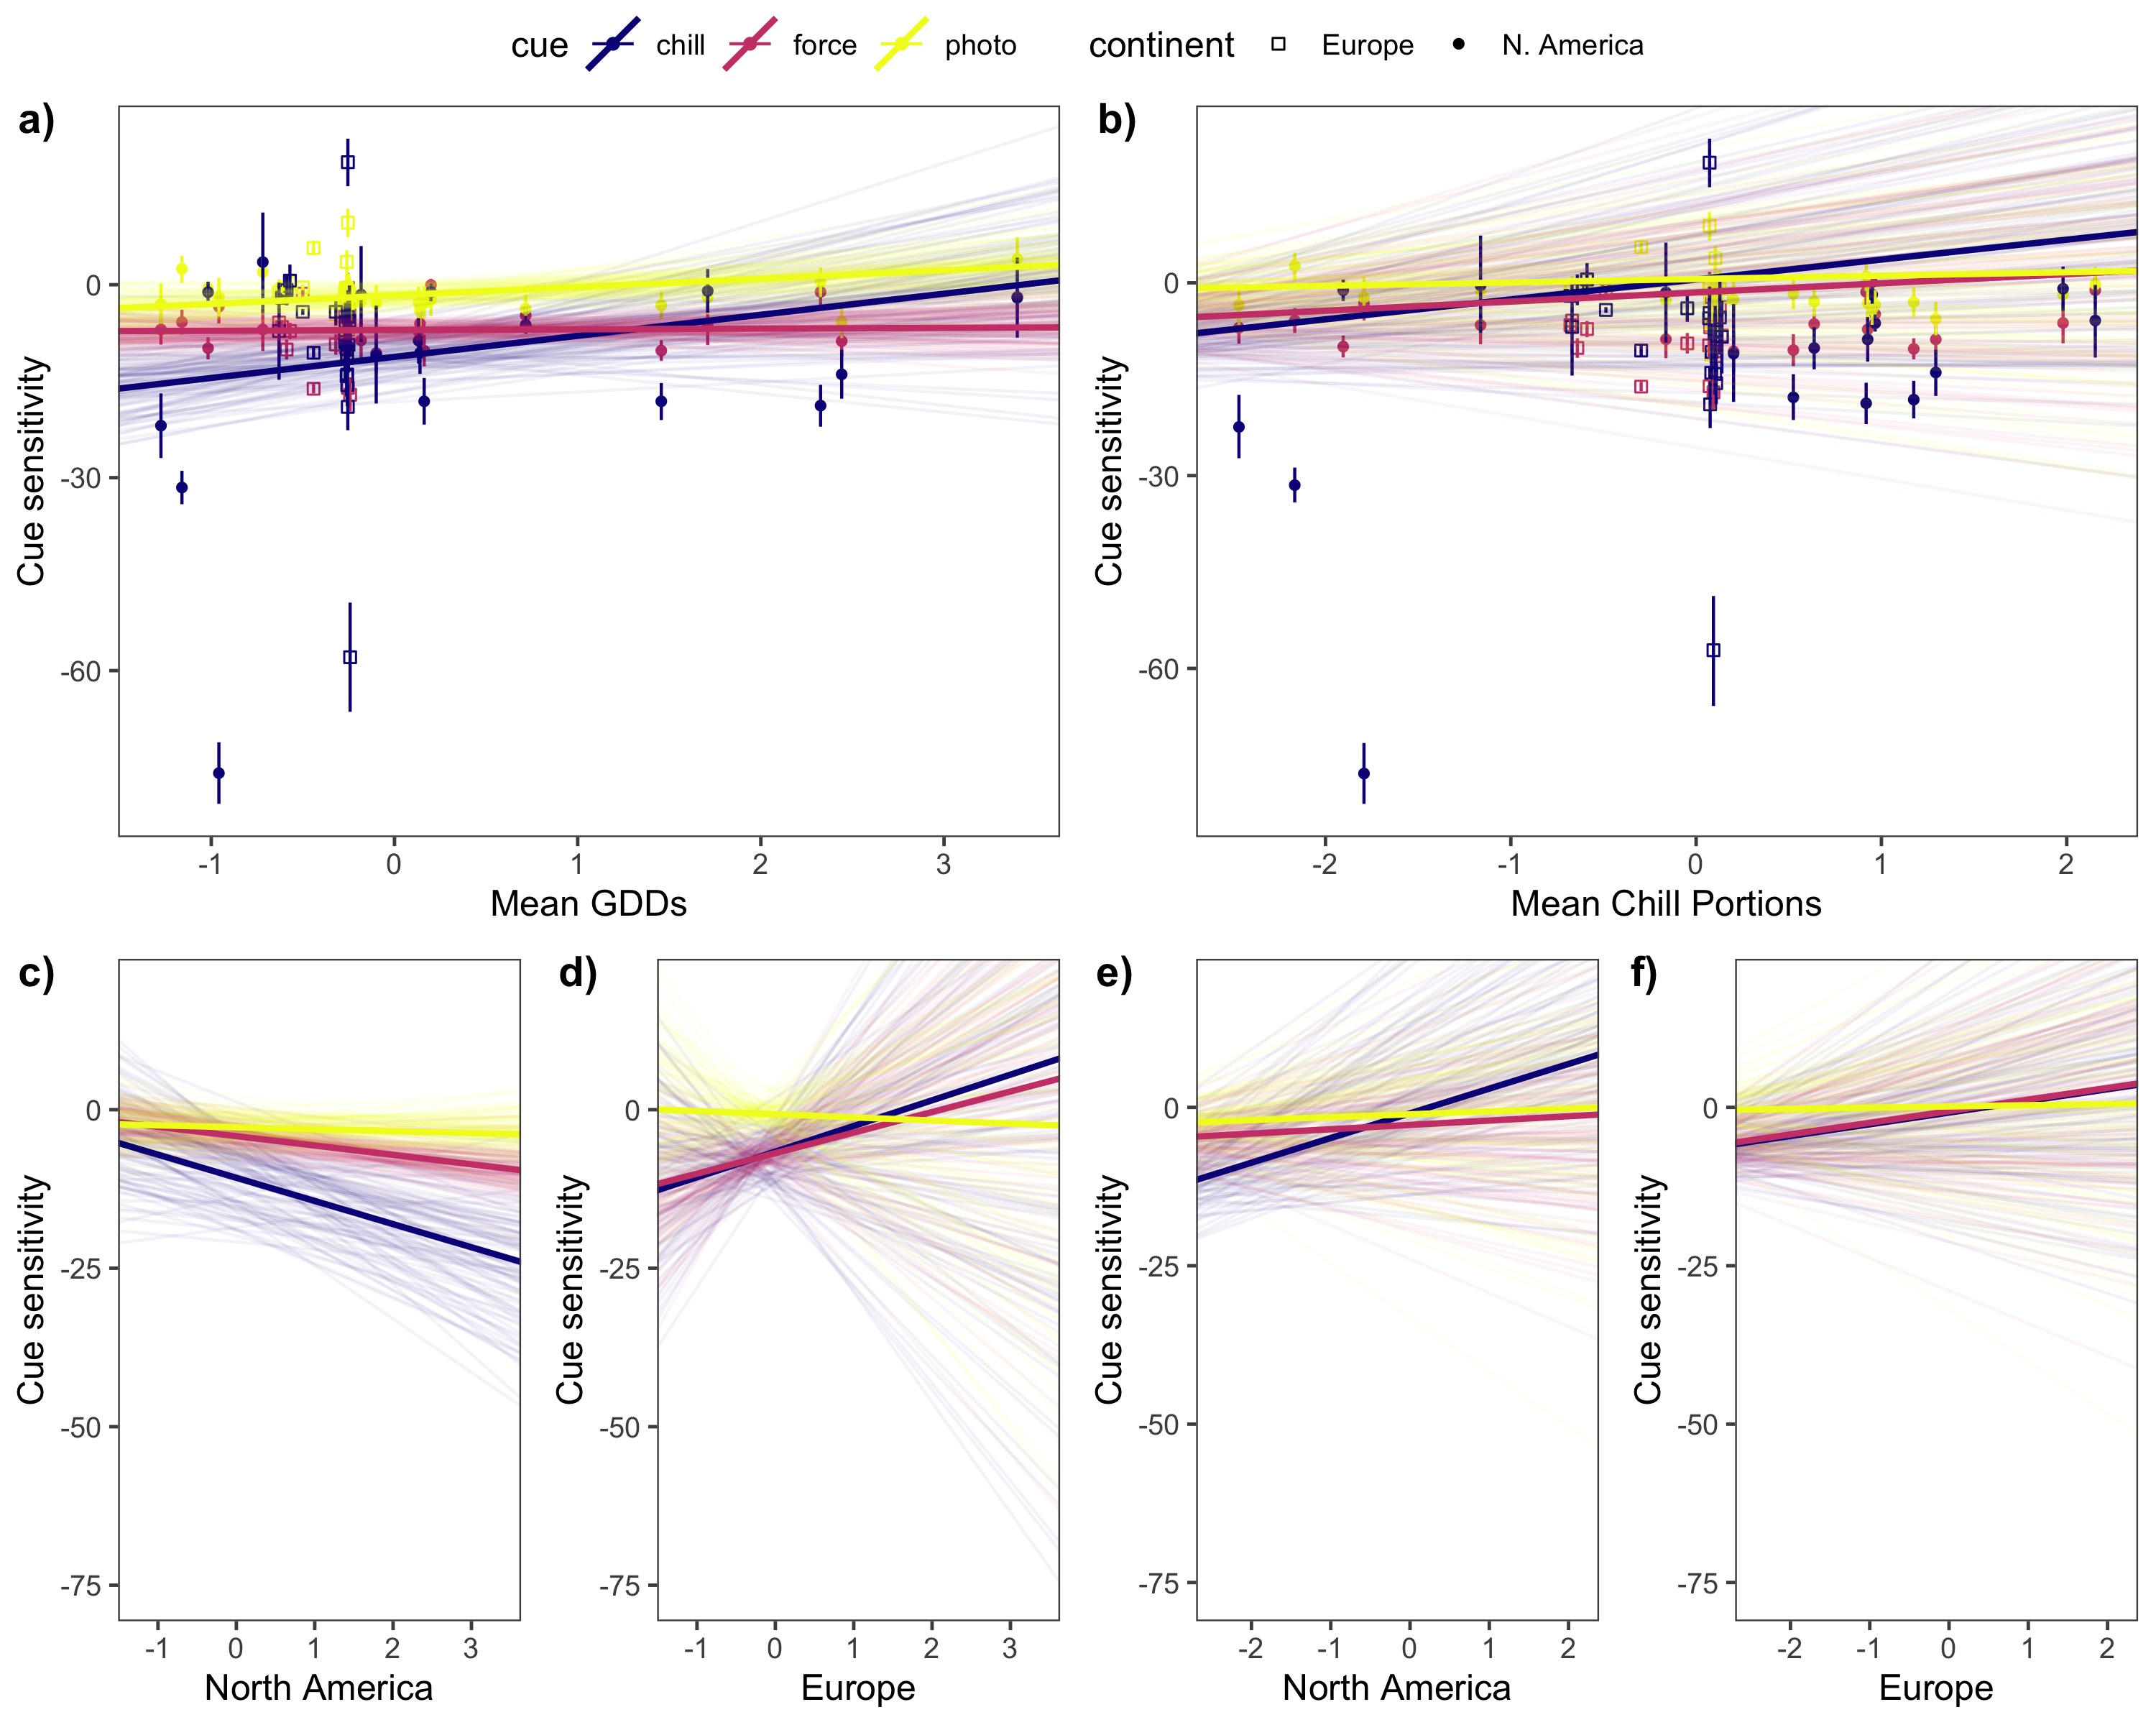 cue chill force photo continent Europe N. America
a)
Cue sensitivity
0
-30
-60
-1 0 1 2 3
Mean GDDs
b)
Cue sensitivity
0
-30
-60
-2 -1 0 1 2
Mean Chill Portions
c)
Cue sensitivity
0
-25
-50
-75
-1 0 1 2 3
North America
d)
Cue sensitivity
0
-25
-50
-75
-1 0 1 2 3
Europe
e)
Cue sensitivity
0
-25
-50
-75
-2 -1 0 1 2
North America
f)
Cue sensitivity
0
-25
-50
-75
-2 -1 0 1 2
Europe